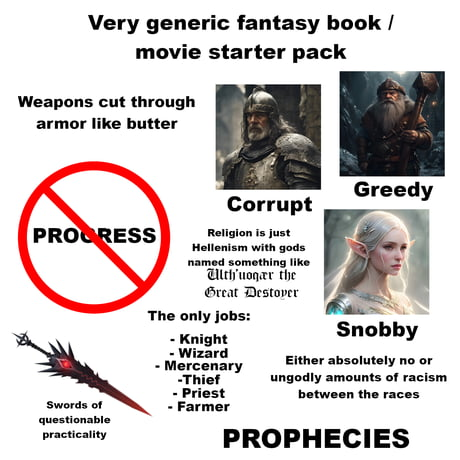 Very generic fantasy book /
movie starter pack
Weapons cut through
armor like butter
Corrupt
Greedy
PROGRESS
Religion is just
Hellenism with gods
named something like
Ulth'uoqær the
Great Destoyer
Snobby
The only jobs:
- Knight
- Wizard
- Mercenary
-Thief
- Priest
- Farmer
Swords of
questionable
practicality
Either absolutely no or
ungodly amounts of racism
between the races
PROPHECIES